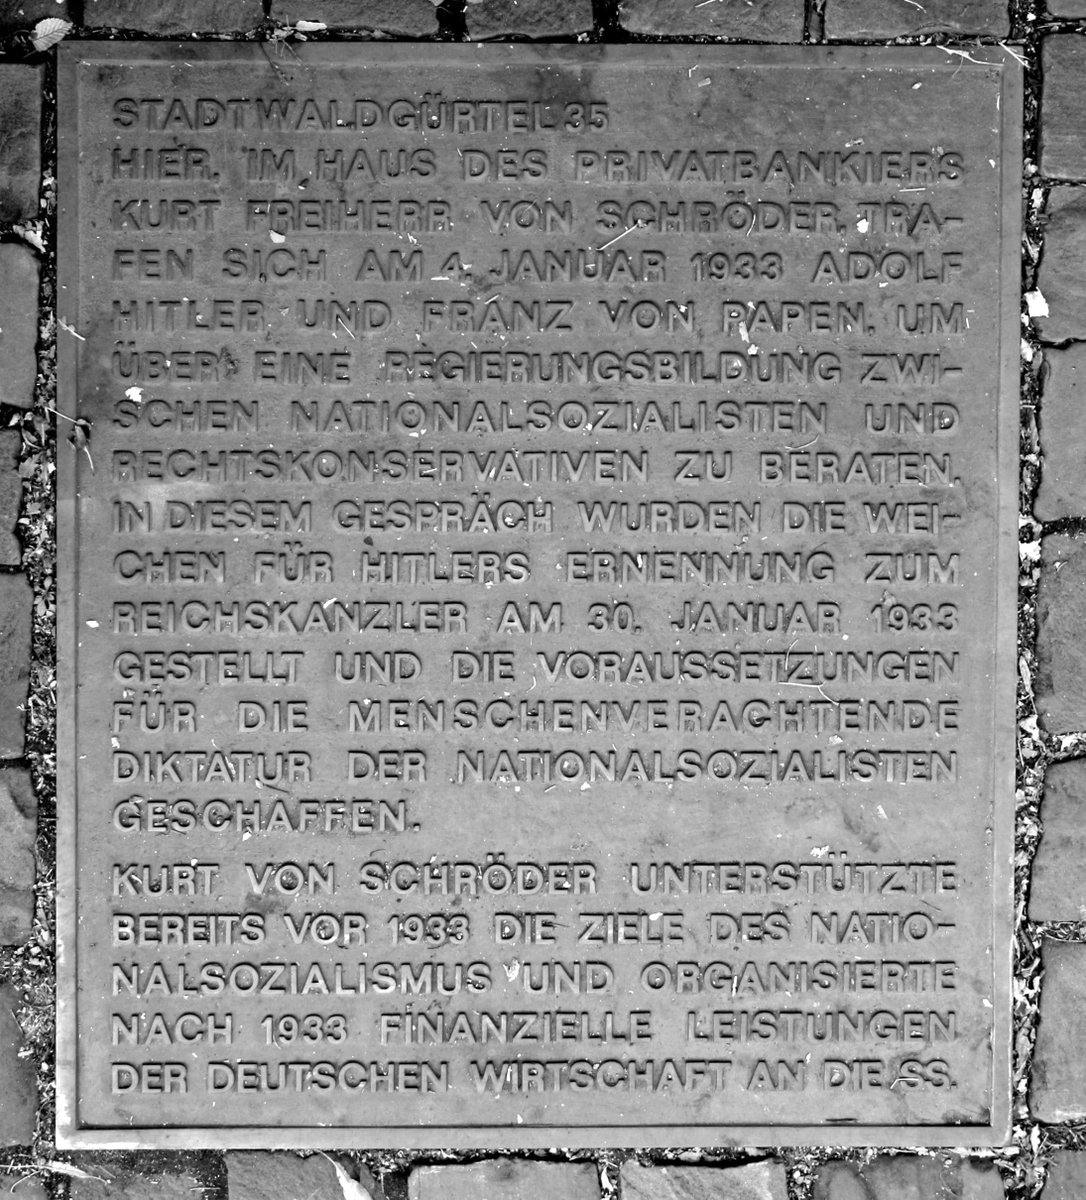 STADTWALDGÜRTEL 35
HIER, IM HAUS DES PRIVATBANKIERS
KURT FREIHERR VON SCHRÖDER, TRA-
FEN SICH AM 4. JANUAR 1933 ADOLF
HITLER UND FRANZ VON PAPEN, UM
ÜBER EINE REGIERUNGSBILDUNG ZWI-
SCHEN NATIONALSOZIALISTEN UND
RECHTSKONSERVATIVEN ZU BERATEN.
IN DIESEM GESPRÄCH WURDEN DIE WEI-
CHEN FÜR HITLERS ERNENNUNG ZUM
REICHSKANZLER AM 30. JANUAR 1933
GESTELLT UND DIE VORAUSSETZUNGEN
FÜR DIE MENSCHENVERACHTENDE
DIKTATUR DER NATIONALSOZIALISTEN
GESCHAFFEN.
KURT VON SCHRÖDER UNTERSTÜTZTE
BEREITS VOR 1933 DIE ZIELE DES NATIO-
NALSOZIALISMUS UND ORGANISIERTE
NACH 1933 FINANZIELLE LEISTUNGEN
DER DEUTSCHEN WIRTSCHAFT AN DIE SS.